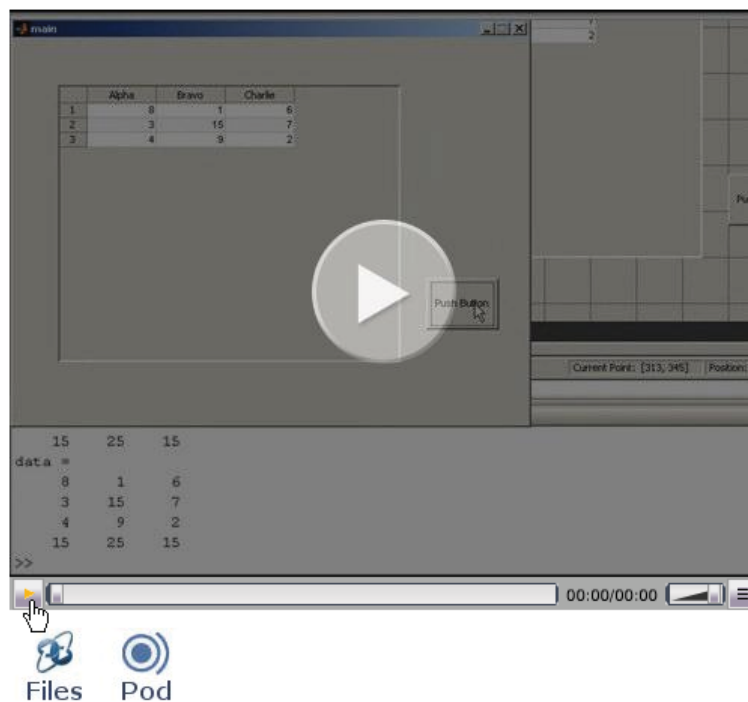 main
7
2
Alpha Bravo Charlie
1 8 1 6
2 3 15 7
3 4 9 2
Push Button
Current Point: [313, 345] Position:
15 25 15
data =
8 1 6
3 15 7
4 9 2
15 25 15
>>
00:00/00:00
Files Pod